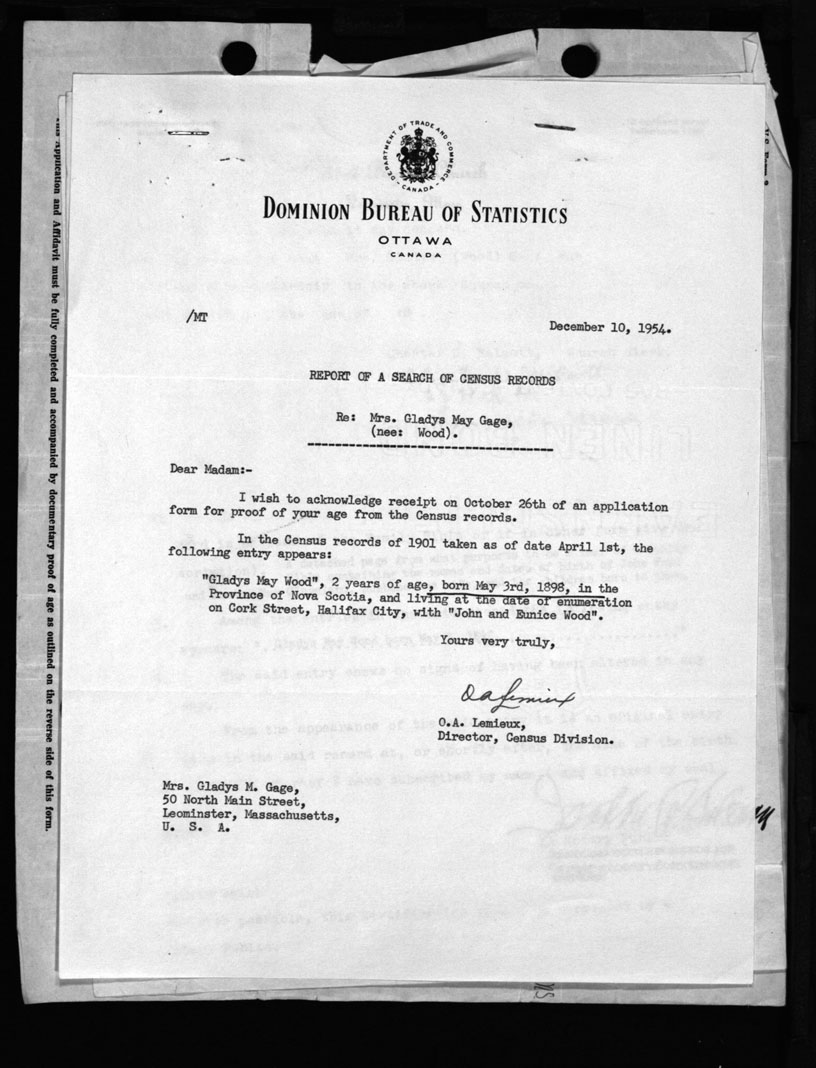 DEPARTMENT OF TRADE AND COMMERCE
CANADA
DOMINION BUREAU OF STATISTICS
OTTAWA
CANADA
/MT
December 10, 1954.
REPORT OF A SEARCH OF CENSUS RECORDS
Re: Mrs. Gladys May Gage,
(nee: Wood).
Dear Madam:-
I wish to acknowledge receipt on October 26th of an application
form for proof of your age from the Census records.
In the Census records of 1901 taken as of date April 1st, the
following entry appears:
"Gladys May Wood", 2 years of age, born May 3rd, 1898, in the
Province of Nova Scotia, and living at the date of enumeration
on Cork Street, Halifax City, with "John and Eunice Wood".
Yours very truly,
O A Lemieux
O.A. Lemieux,
Director, Census Division.
Mrs. Gladys M. Gage,
50 North Main Street,
Leominster, Massachusetts,
U. S. A.
Application and Affidavit must be fully completed and accompanied by documentary proof of age as outlined on the reverse side of this form.